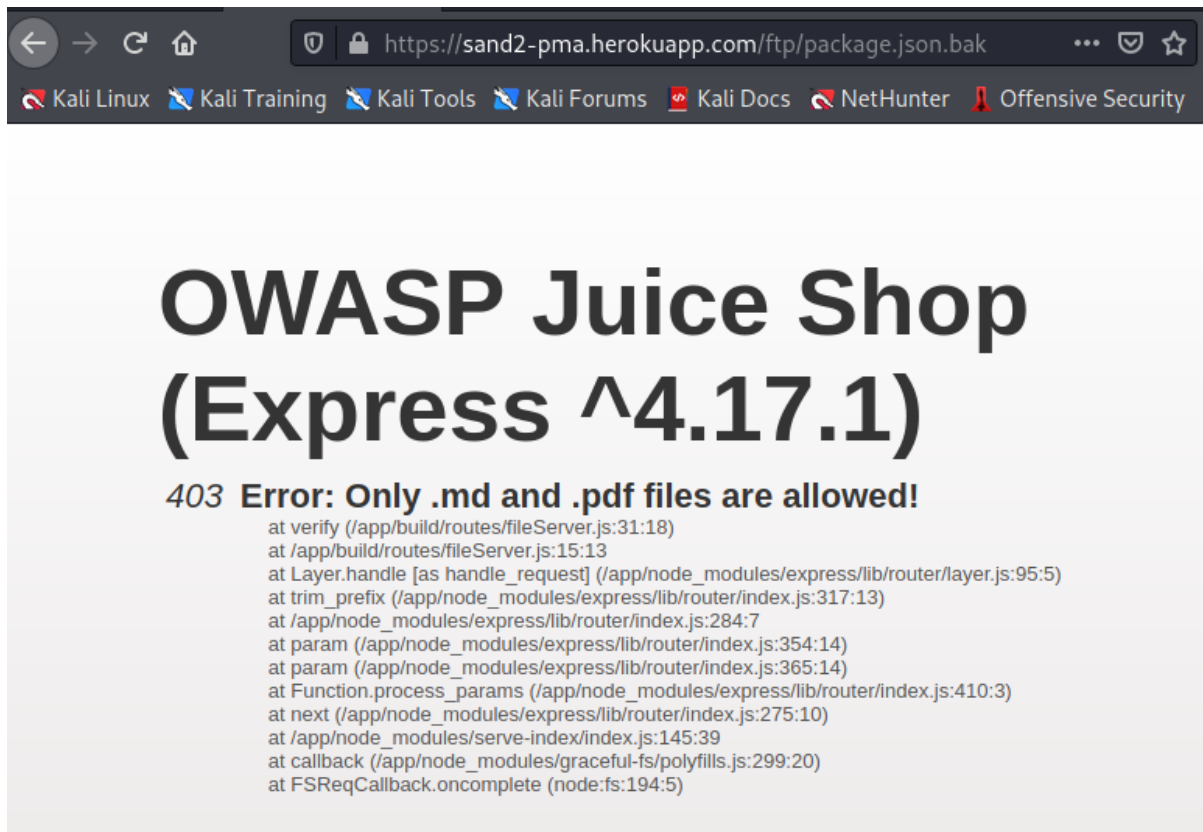 https://sand2-pma.herokuapp.com/ftp/package.json.bak
Kali Linux Kali Training Kali Tools Kali Forums Kali Docs NetHunter Offensive Security
OWASP Juice Shop
(Express ^4.17.1)
403 Error: Only .md and .pdf files are allowed!
at verify (/app/build/routes/fileServer.js:31:18)
at /app/build/routes/fileServer.js:15:13
at Layer.handle [as handle_request] (/app/node_modules/express/lib/router/layer.js:95:5)
at trim_prefix (/app/node_modules/express/lib/router/index.js:317:13)
at /app/node_modules/express/lib/router/index.js:284:7
at param (/app/node_modules/express/lib/router/index.js:354:14)
at param (/app/node_modules/express/lib/router/index.js:365:14)
at Function.process_params (/app/node_modules/express/lib/router/index.js:410:3)
at next (/app/node_modules/express/lib/router/index.js:275:10)
at /app/node_modules/serve-index/index.js:145:39
at callback (/app/node_modules/graceful-fs/polyfills.js:299:20)
at FSReqCallback.oncomplete (node:fs:194:5)